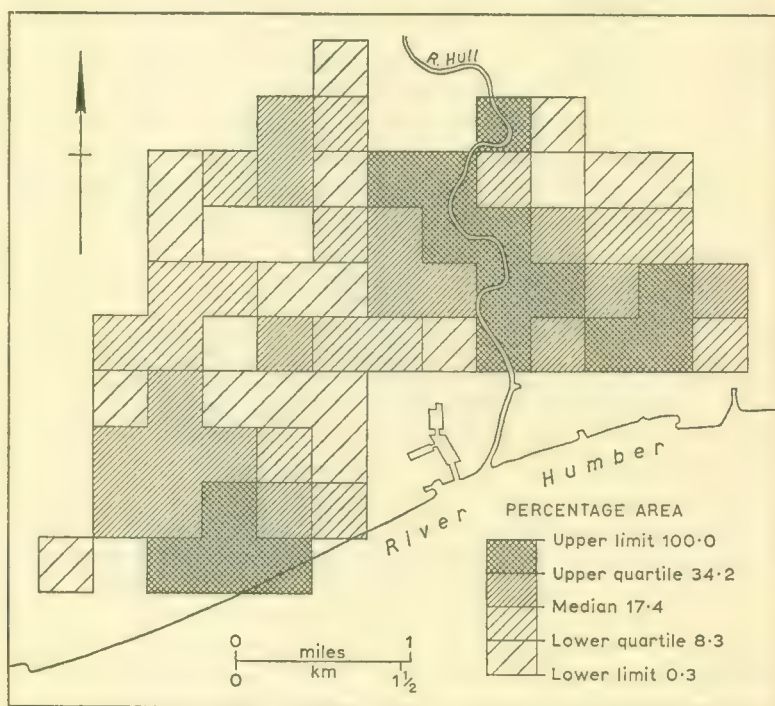 R. Hull
River Humber
PERCENTAGE AREA
Upper limit 100·0
Upper quartile 34·2
Median 17·4
Lower quartile 8·3
Lower limit 0·3
0 miles 1
0 km 1½